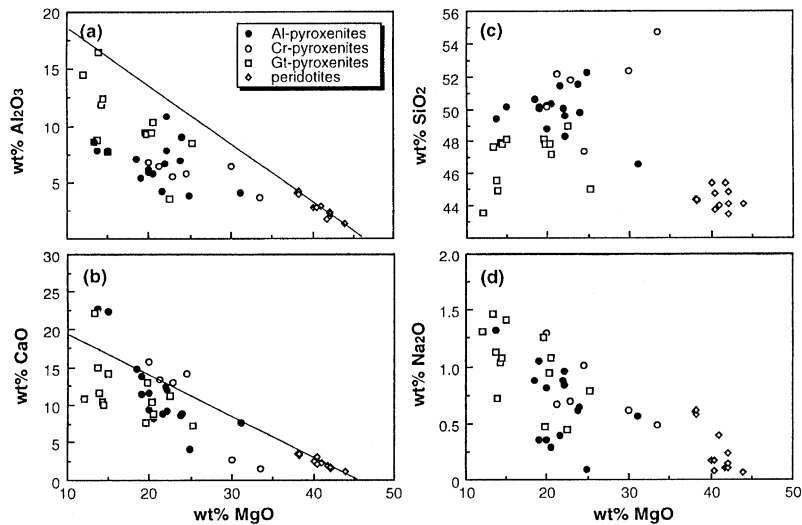 (a)
Al-pyroxenites
Cr-pyroxenites
Gt-pyroxenites
peridotites
wt% Al2O3
20
15
10
5
(c)
wt% SiO2
56
54
52
50
48
46
44
42
(b)
wt% CaO
30
25
20
15
10
5
0
10 20 30 40 50
wt% MgO
(d)
wt% Na2O
2.0
1.5
1.0
0.5
0.0
10 20 30 40 50
wt% MgO